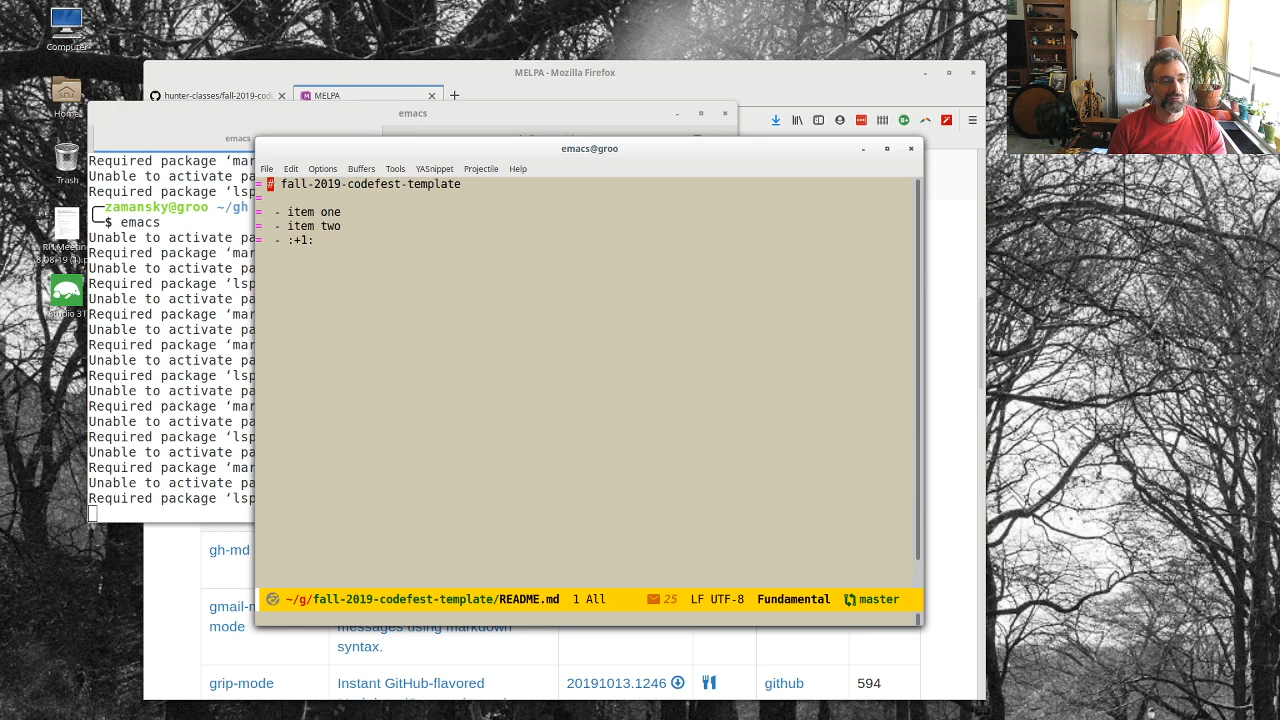 Computer
Home
Trash
Studio 31
MELPA - Mozilla Firefox
hunter-classes/fall-2019-code
MELPA
emacs
emacs
Required package ‘mar
Unable to activate pa
Required package ‘lsp
zamansky@groo ~/gh
$ emacs
Unable to activate pa
Required package ‘mar
Unable to activate pa
Required package ‘lsp
Unable to activate pa
Required package ‘mar
Unable to activate pa
Required package ‘mar
Unable to activate pa
Required package ‘lsp
Unable to activate pa
Required package ‘mar
Unable to activate pa
Required package ‘lsp
Unable to activate pa
Required package ‘mar
Unable to activate pa
Required package ‘lsp
emacs@groo
File Edit Options Buffers Tools YASnippet Projectile Help
= # fall-2019-codefest-template
=
= - item one
= - item two
= - :+1:
~/g/fall-2019-codefest-template/README.md 1 All 25 LF UTF-8 Fundamental master
gh-md
gmail-m
mode
messages using markdown
syntax.
grip-mode Instant GitHub-flavored 20191013.1246 github 594